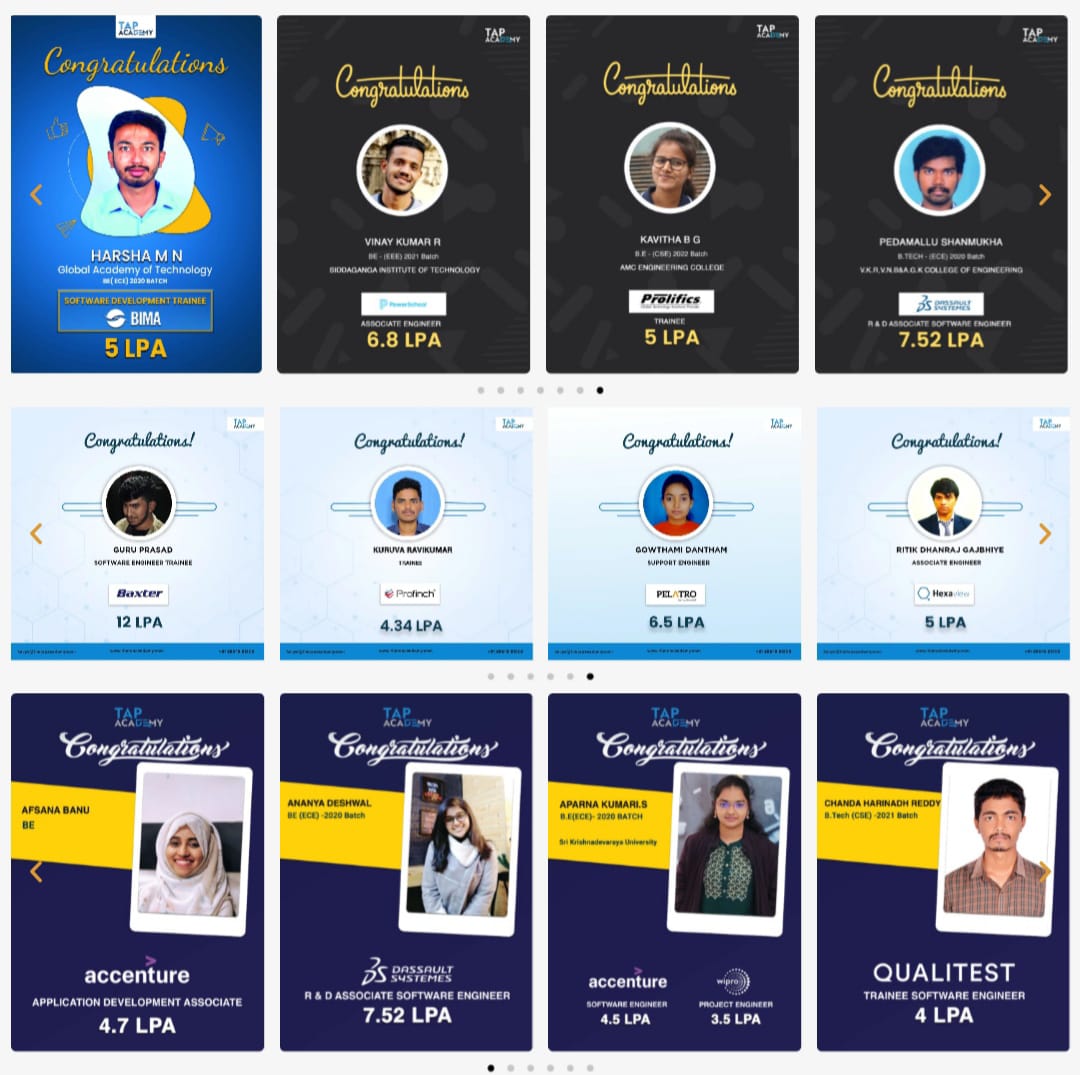 TAP
ACADEMY
Congratulations
HARSHA M N
Global Academy of Technology
BE( ECE) 2020 BATCH
SOFTWARE DEVELOPMENT TRAINEE
BIMA
5 LPA
TAP
ACADEMY
Congratulations
VINAY KUMAR R
BE - (EEE) 2021 Batch
SIDDAGANGA INSTITUTE OF TECHNOLOGY
PowerSchool
ASSOCIATE ENGINEER
6.8 LPA
TAP
ACADEMY
Congratulations
KAVITHA B G
B.E - (CSE) 2022 Batch
AMC ENGINEERING COLLEGE
Prolifics
TRAINEE
5 LPA
TAP
ACADEMY
Congratulations
PEDAMALLU SHANMUKHA
B.TECH - (ECE) 2020 Batch
V.K.R,V.N.B&A.G.K COLLEGE OF ENGINEERING
DASSAULT
SYSTEMES
R & D ASSOCIATE SOFTWARE ENGINEER
7.52 LPA
TAP
ACADEMY
Congratulations!
GURU PRASAD
SOFTWARE ENGINEER TRAINEE
Baxter
12 LPA
TAP
ACADEMY
Congratulations!
KURUVA RAVIKUMAR
TRAINEE
Profinch
4.34 LPA
TAP
ACADEMY
Congratulations!
GOWTHAMI DANTHAM
SUPPORT ENGINEER
PELATRO
6.5 LPA
TAP
ACADEMY
Congratulations!
RITIK DHANRAJ GAJBHIYE
ASSOCIATE ENGINEER
Hexaview
5 LPA
TAP
ACADEMY
Congratulations
AFSANA BANU
BE
accenture
APPLICATION DEVELOPMENT ASSOCIATE
4.7 LPA
TAP
ACADEMY
Congratulations
ANANYA DESHWAL
BE (ECE) -2020 Batch
DASSAULT
SYSTEMES
R & D ASSOCIATE SOFTWARE ENGINEER
7.52 LPA
TAP
ACADEMY
Congratulations
APARNA KUMARI.S
B.E(ECE)- 2020 BATCH
Sri Krishnadevaraya University
accenture
SOFTWARE ENGINEER
4.5 LPA
wipro
PROJECT ENGINEER
3.5 LPA
TAP
ACADEMY
Congratulations
CHANDA HARINADH REDDY
B.Tech (CSE) -2021 Batch
QUALITEST
TRAINEE SOFTWARE ENGINEER
4 LPA